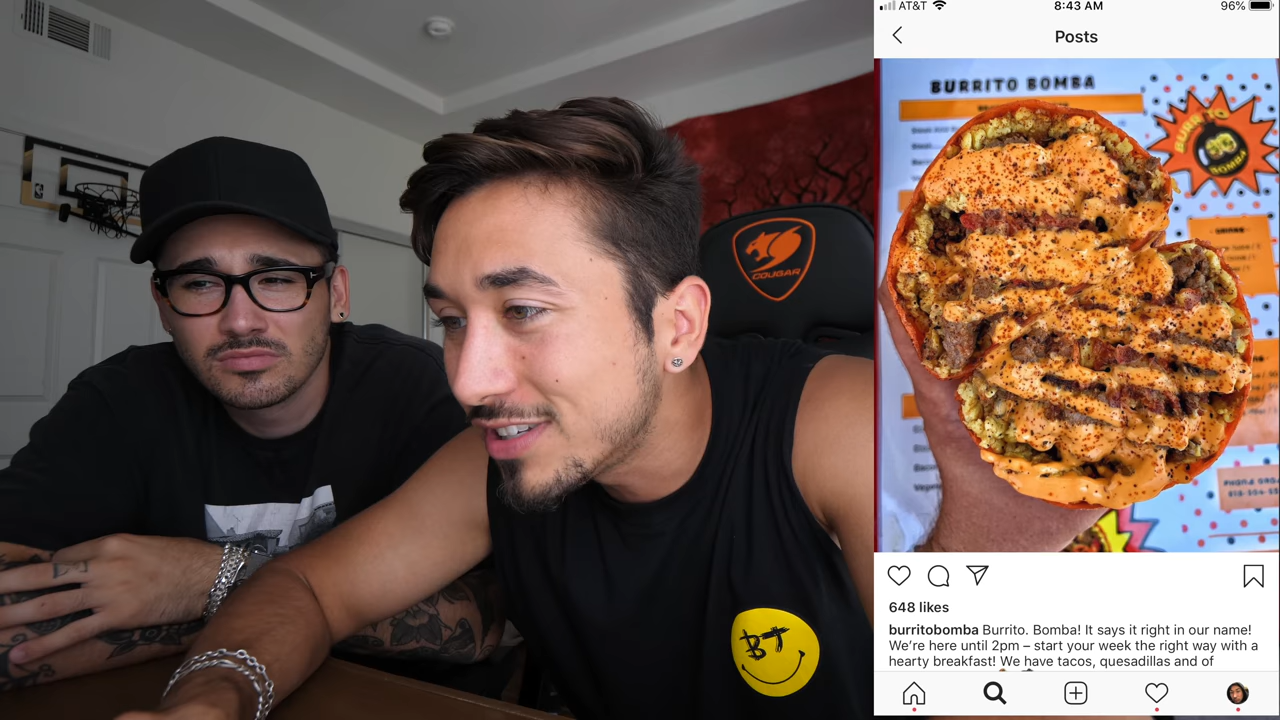 COUGAR
BT
AT&T
8:43 AM
96%
Posts
BURRITO BOMBA
BURRITO
BOMBA
648 likes
burritobomba Burrito. Bomba! It says it right in our name!
We're here until 2pm – start your week the right way with a
hearty breakfast! We have tacos, quesadillas and of